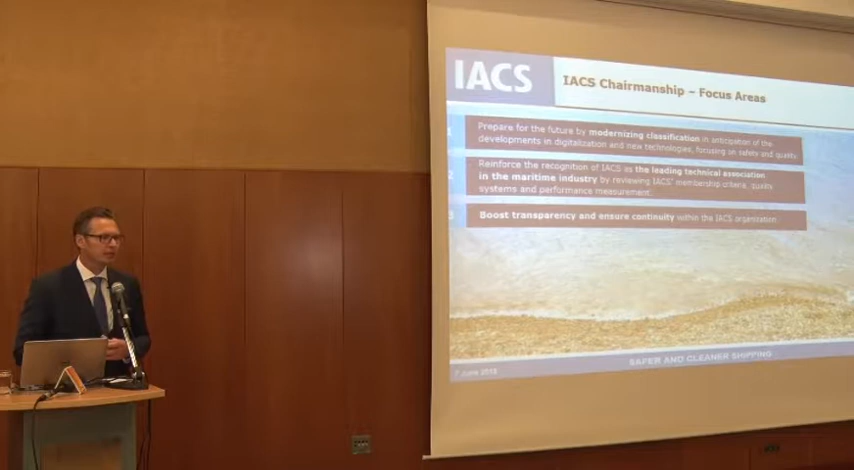 IACS
IACS Chairmanship – Focus Areas
1
Prepare for the future by modernizing classification in anticipation of the
developments in digitalization and new technologies, focusing on safety and quality
2
Reinforce the recognition of IACS as the leading technical association
in the maritime industry by reviewing IACS' membership criteria, quality
systems and performance measurement.
3
Boost transparency and ensure continuity within the IACS organization
SAFER AND CLEANER SHIPPING
7 June